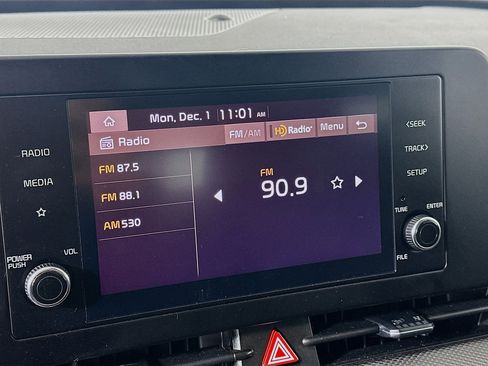 Mon, Dec. 1 11:01 AM
Radio FM/AM HD Radio Menu
FM 87.5
FM 88.1
AM 530
FM
90.9
RADIO
MEDIA
POWER PUSH
VOL
<SEEK
TRACK>
SETUP
TUNE
ENTER
FILE